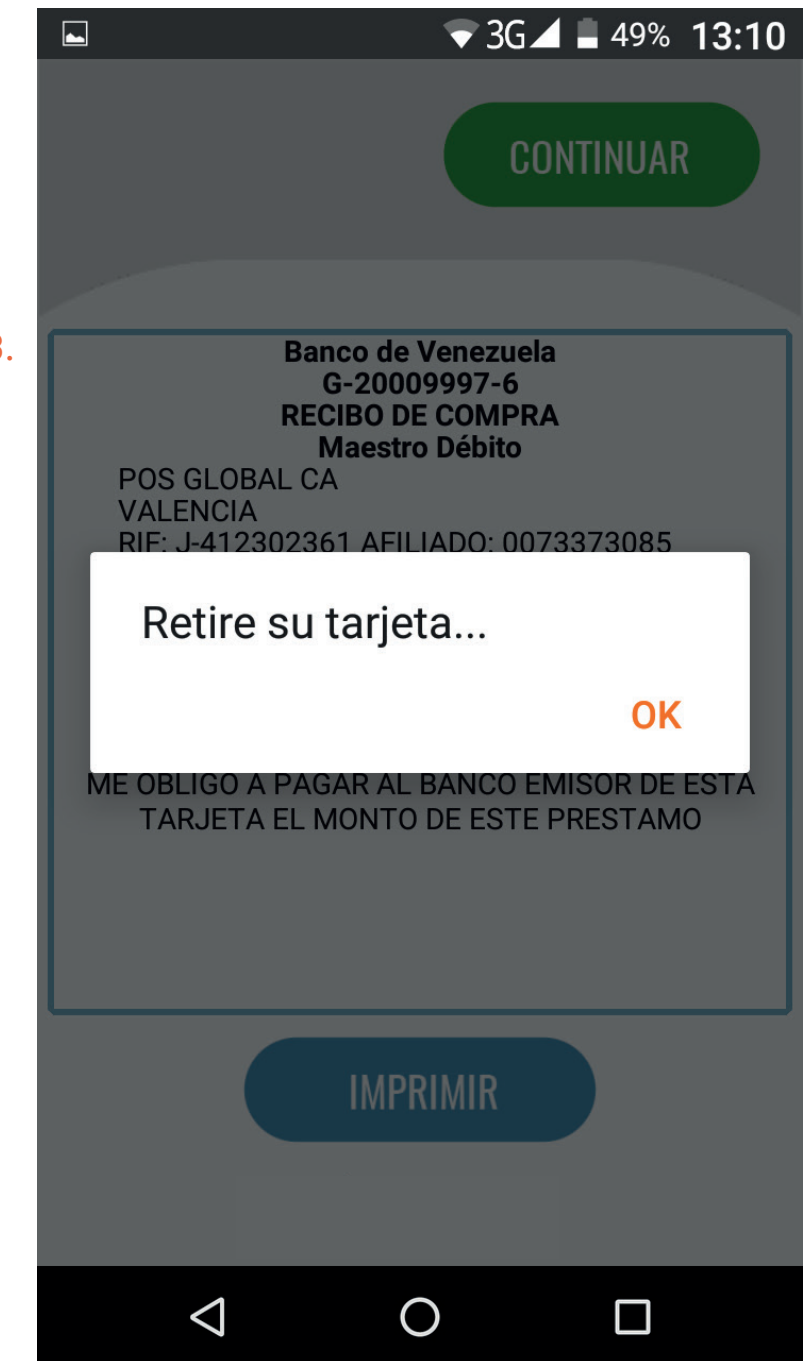 3G 49% 13:10
CONTINUAR
3.
Banco de Venezuela
G-20009997-6
RECIBO DE COMPRA
Maestro Débito
POS GLOBAL CA
VALENCIA
RIF: J-412302361 AFILIADO: 0073373085
Retire su tarjeta...
OK
ME OBLIGO A PAGAR AL BANCO EMISOR DE ESTA
TARJETA EL MONTO DE ESTE PRESTAMO
IMPRIMIR